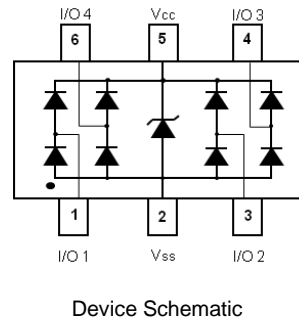 I/O 4 Vcc I/O 3
6 5 4
1 2 3
I/O 1 Vss I/O 2
Device Schematic